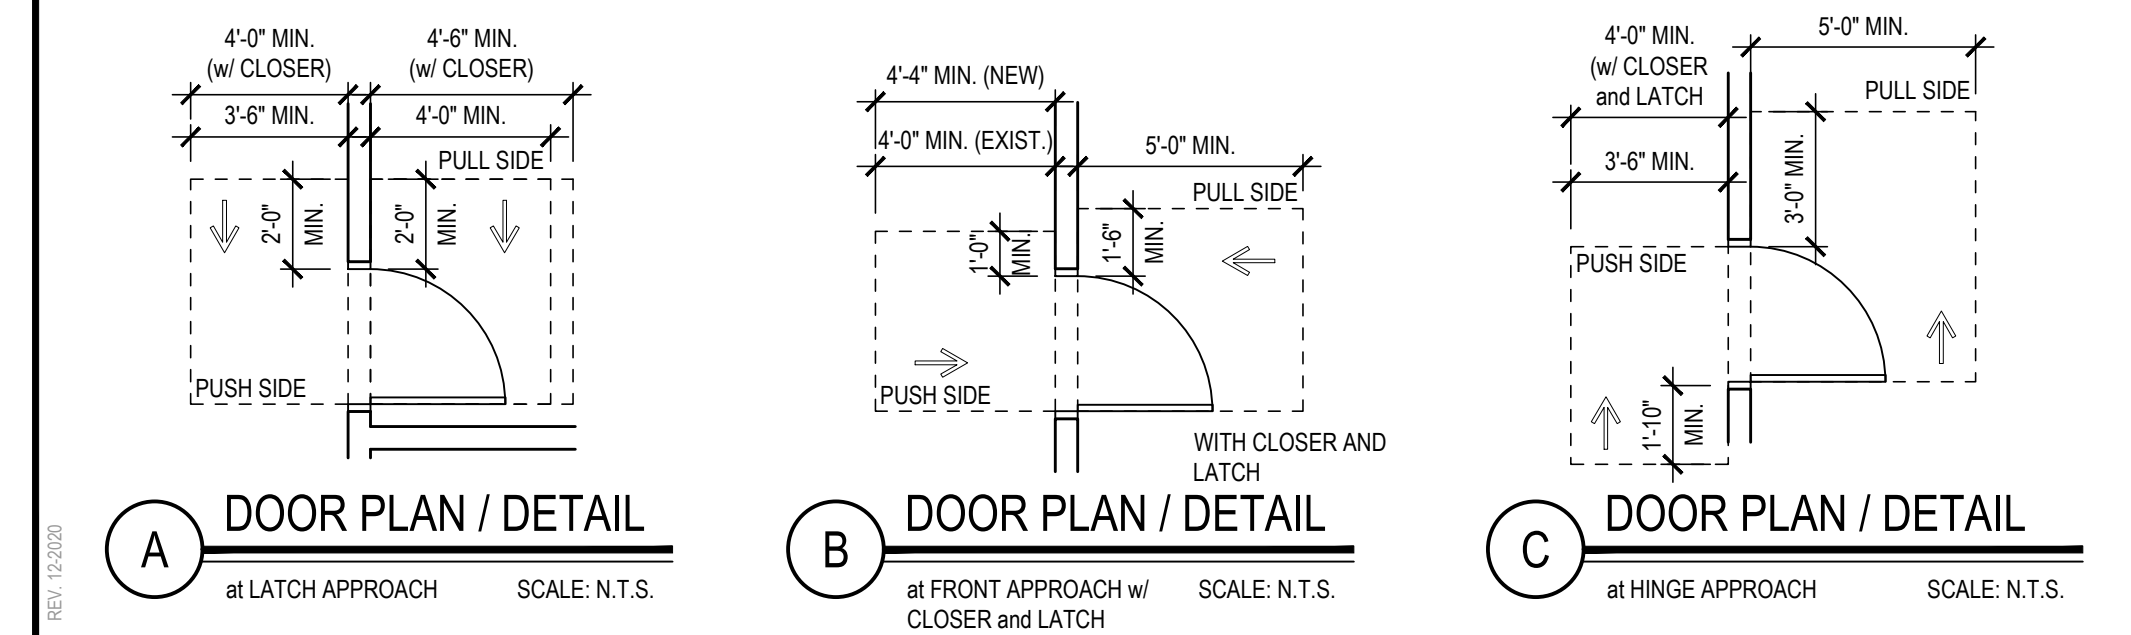 4'-0" MIN.
(w/ CLOSER)
4'-6" MIN.
(w/ CLOSER)
3'-6" MIN.
4'-0" MIN.
PULL SIDE
2'-0"
MIN.
2'-0"
MIN.
PUSH SIDE
A
DOOR PLAN / DETAIL
at LATCH APPROACH
SCALE: N.T.S.
4'-4" MIN. (NEW)
4'-0" MIN. (EXIST.)
5'-0" MIN.
PULL SIDE
1'-0"
MIN.
1'-6"
MIN.
PUSH SIDE
WITH CLOSER AND
LATCH
B
DOOR PLAN / DETAIL
at FRONT APPROACH w/
CLOSER and LATCH
SCALE: N.T.S.
4'-0" MIN.
(w/ CLOSER
and LATCH
5'-0" MIN.
PULL SIDE
3'-6" MIN.
3'-0" MIN.
PUSH SIDE
1'-10"
MIN.
C
DOOR PLAN / DETAIL
at HINGE APPROACH
SCALE: N.T.S.
REV. 12-2020